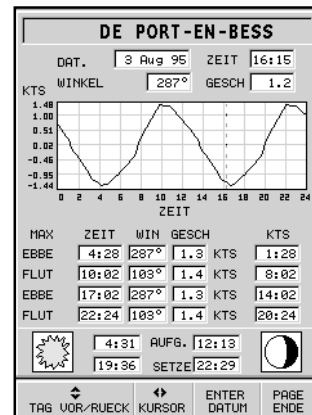 DE PORT-EN-BESS
DAT. 3 Aug 95 ZEIT 16:15
WINKEL 287° GESCH 1.2
KTS
1.48
1.00
0.51
0.02
-0.46
-0.95
-1.44
0 2 4 6 8 10 12 14 16 18 20 22 24
ZEIT
MAX ZEIT WIN GESCH KTS
EBBE 4:28 287° 1.3 KTS 1:28
FLUT 10:02 103° 1.4 KTS 8:02
EBBE 17:02 287° 1.3 KTS 14:02
FLUT 22:24 103° 1.4 KTS 20:24
4:31 AUFG. 12:13
19:36 SETZE 22:29
TAG VOR/RUECK KURSOR ENTER DATUM PAGE ENDE